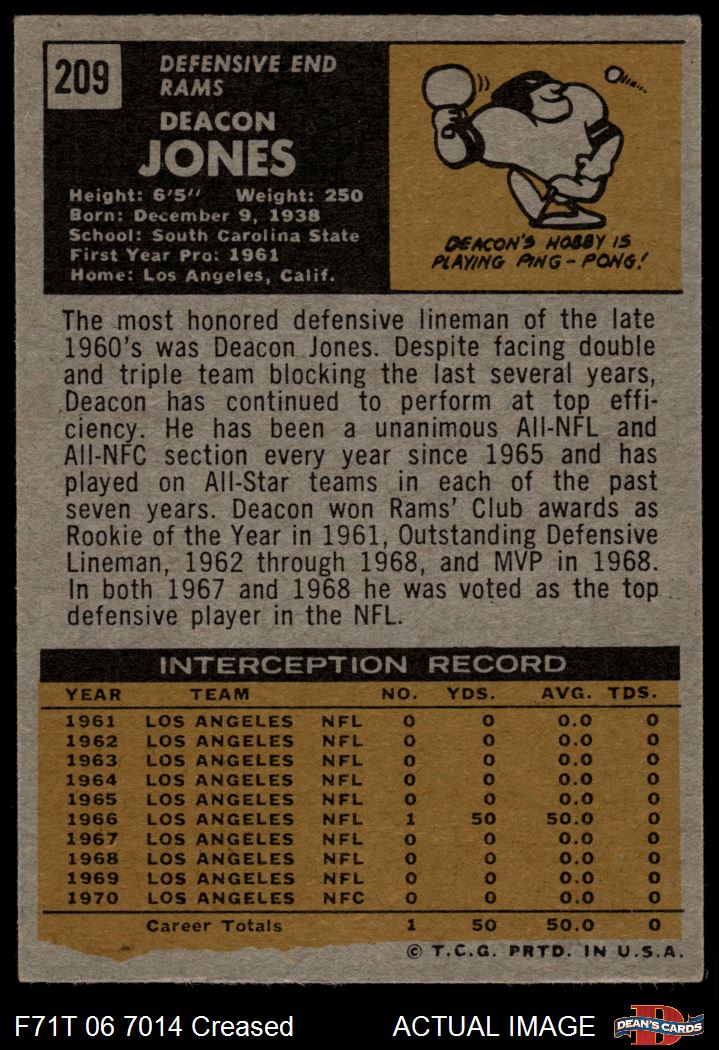 209
DEFENSIVE END
RAMS
DEACON
JONES
Height: 6'5" Weight: 250
Born: December 9, 1938
School: South Carolina State
First Year Pro: 1961
Home: Los Angeles, Calif.
DEACON'S HOBBY IS
PLAYING PING-PONG!
The most honored defensive lineman of the late
1960's was Deacon Jones. Despite facing double
and triple team blocking the last several years,
Deacon has continued to perform at top effi-
ciency. He has been a unanimous All-NFL and
All-NFC section every year since 1965 and has
played on All-Star teams in each of the past
seven years. Deacon won Rams' Club awards as
Rookie of the Year in 1961, Outstanding Defensive
Lineman, 1962 through 1968, and MVP in 1968.
In both 1967 and 1968 he was voted as the top
defensive player in the NFL.
INTERCEPTION RECORD
YEAR TEAM NO. YDS. AVG. TDS.
1961 LOS ANGELES NFL 0 0 0.0 0
1962 LOS ANGELES NFL 0 0 0.0 0
1963 LOS ANGELES NFL 0 0 0.0 0
1964 LOS ANGELES NFL 0 0 0.0 0
1965 LOS ANGELES NFL 0 0 0.0 0
1966 LOS ANGELES NFL 1 50 50.0 0
1967 LOS ANGELES NFL 0 0 0.0 0
1968 LOS ANGELES NFL 0 0 0.0 0
1969 LOS ANGELES NFL 0 0 0.0 0
1970 LOS ANGELES NFC 0 0 0.0 0
Career Totals 1 50 50.0 0
© T.C.G. PRTD. IN U.S.A.
F71T 06 7014 Creased ACTUAL IMAGE
D
DEAN'S CARDS